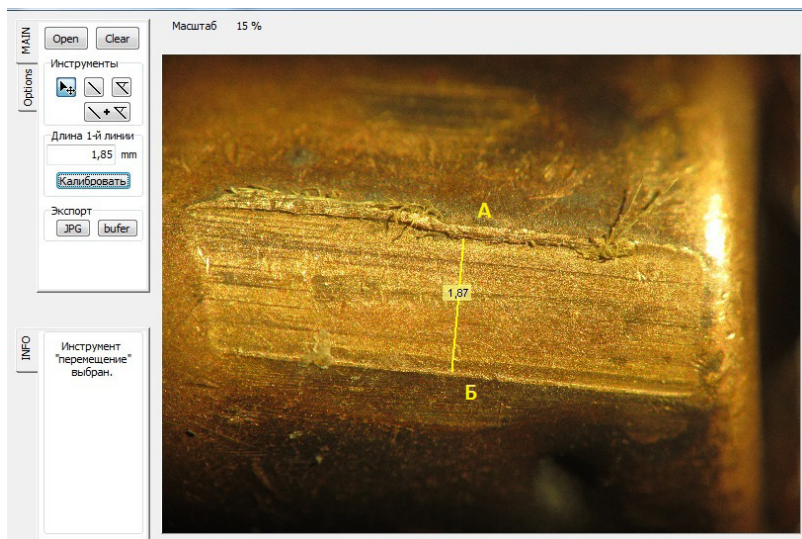 Масштаб 15 %
MAIN
Options
Open Clear
Инструменты
Длина 1-й линии
1,85 mm
Калибровать
Экспорт
JPG bufer
INFO
Инструмент
"перемещение"
выбран.
А
1,87
Б